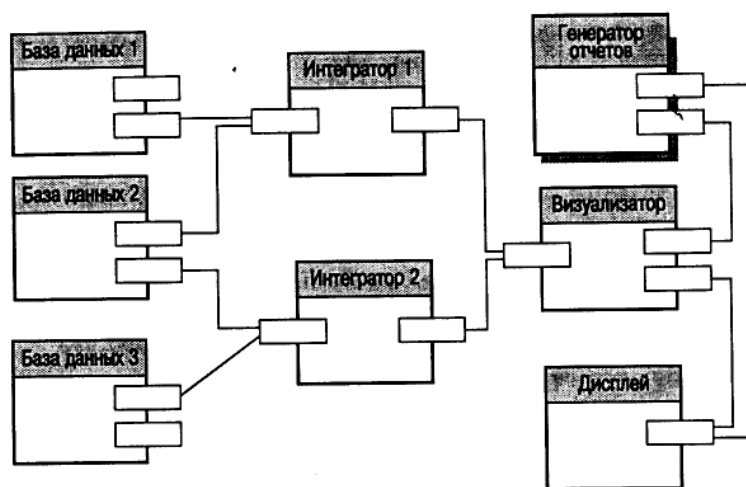 База данных 1
Интегратор 1
Генератор
отчетов
База данных 2
Визуализатор
Интегратор 2
База данных 3
Дисплей